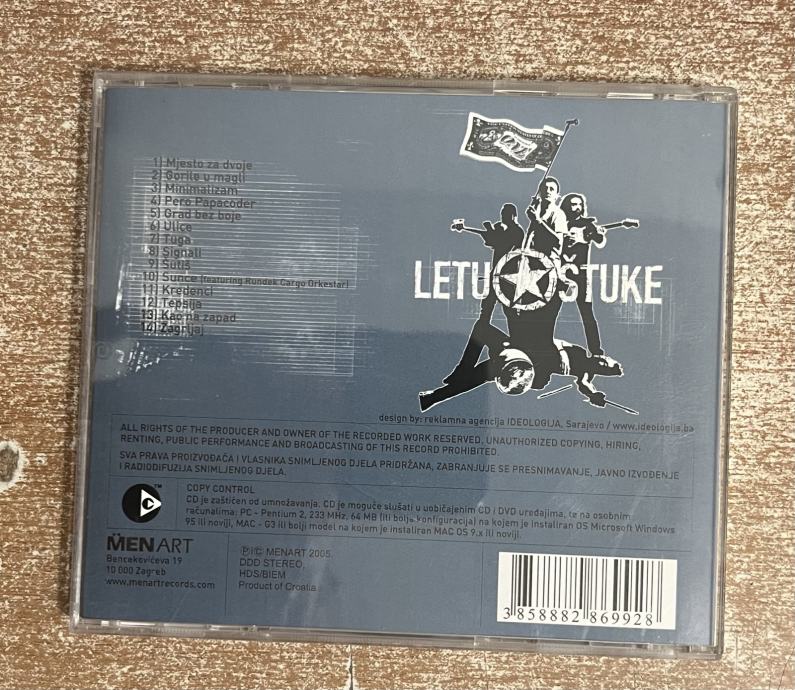 1) Mjesto za dvoje
2) Gorile u magli
3) Minimalizam
4) Pero Papacoder
5) Grad bez boje
6) Ulice
7) Tuga
8) Signali
9) Šutiš
10) Sunce (featuring Rundek Cargo Orkestar)
11) Kredenci
12) Tepsija
13) Kao na zapad
14) Zagrljaj
LETU ŠTUKE
design by: reklamna agencija IDEOLOGIJA, Sarajevo / www.ideologija.ba
ALL RIGHTS OF THE PRODUCER AND OWNER OF THE RECORDED WORK RESERVED. UNAUTHORIZED COPYING, HIRING,
RENTING, PUBLIC PERFORMANCE AND BROADCASTING OF THIS RECORD PROHIBITED.
SVA PRAVA PROIZVOĐAČA I VLASNIKA SNIMLJENOG DJELA PRIDRŽANA, ZABRANJUJE SE PRESNIMAVANJE, JAVNO IZVOĐENJE
I RADIODIFUZIJA SNIMLJENOG DJELA.
COPY CONTROL
CD je zaštičen od umnožavanja. CD je moguče slušati u uobičajenim CD i DVD uređajima, te na osobnim
računalima: PC - Pentium 2, 233 MHz, 64 MB (ili bolja konfiguracija) na kojem je instaliran OS Microsoft Windows
95 ili noviji, MAC - G3 ili bolji model na kojem je instaliran MAC OS 9.x ili noviji.
MENART
Bencekovićeva 19
10 000 Zagreb
www.menartrecords.com
Ⓟ i © MENART 2005.
DDD STEREO,
HDS/BIEM
Product of Croatia
3 858882 869928